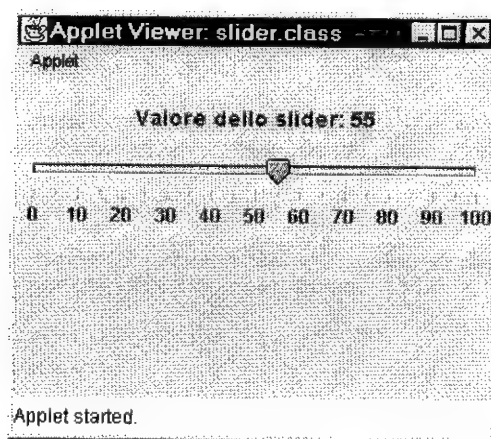 Applet Viewer: slider.class
Applet
Valore dello slider: 55
0 10 20 30 40 50 60 70 80 90 100
Applet started.